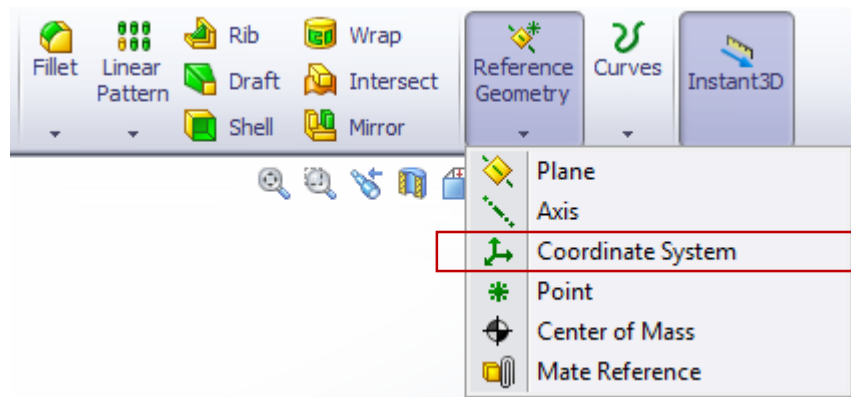 Fillet
Linear
Pattern
Rib
Draft
Shell
Wrap
Intersect
Mirror
Reference
Geometry
Curves
Instant3D
Plane
Axis
Coordinate System
Point
Center of Mass
Mate Reference